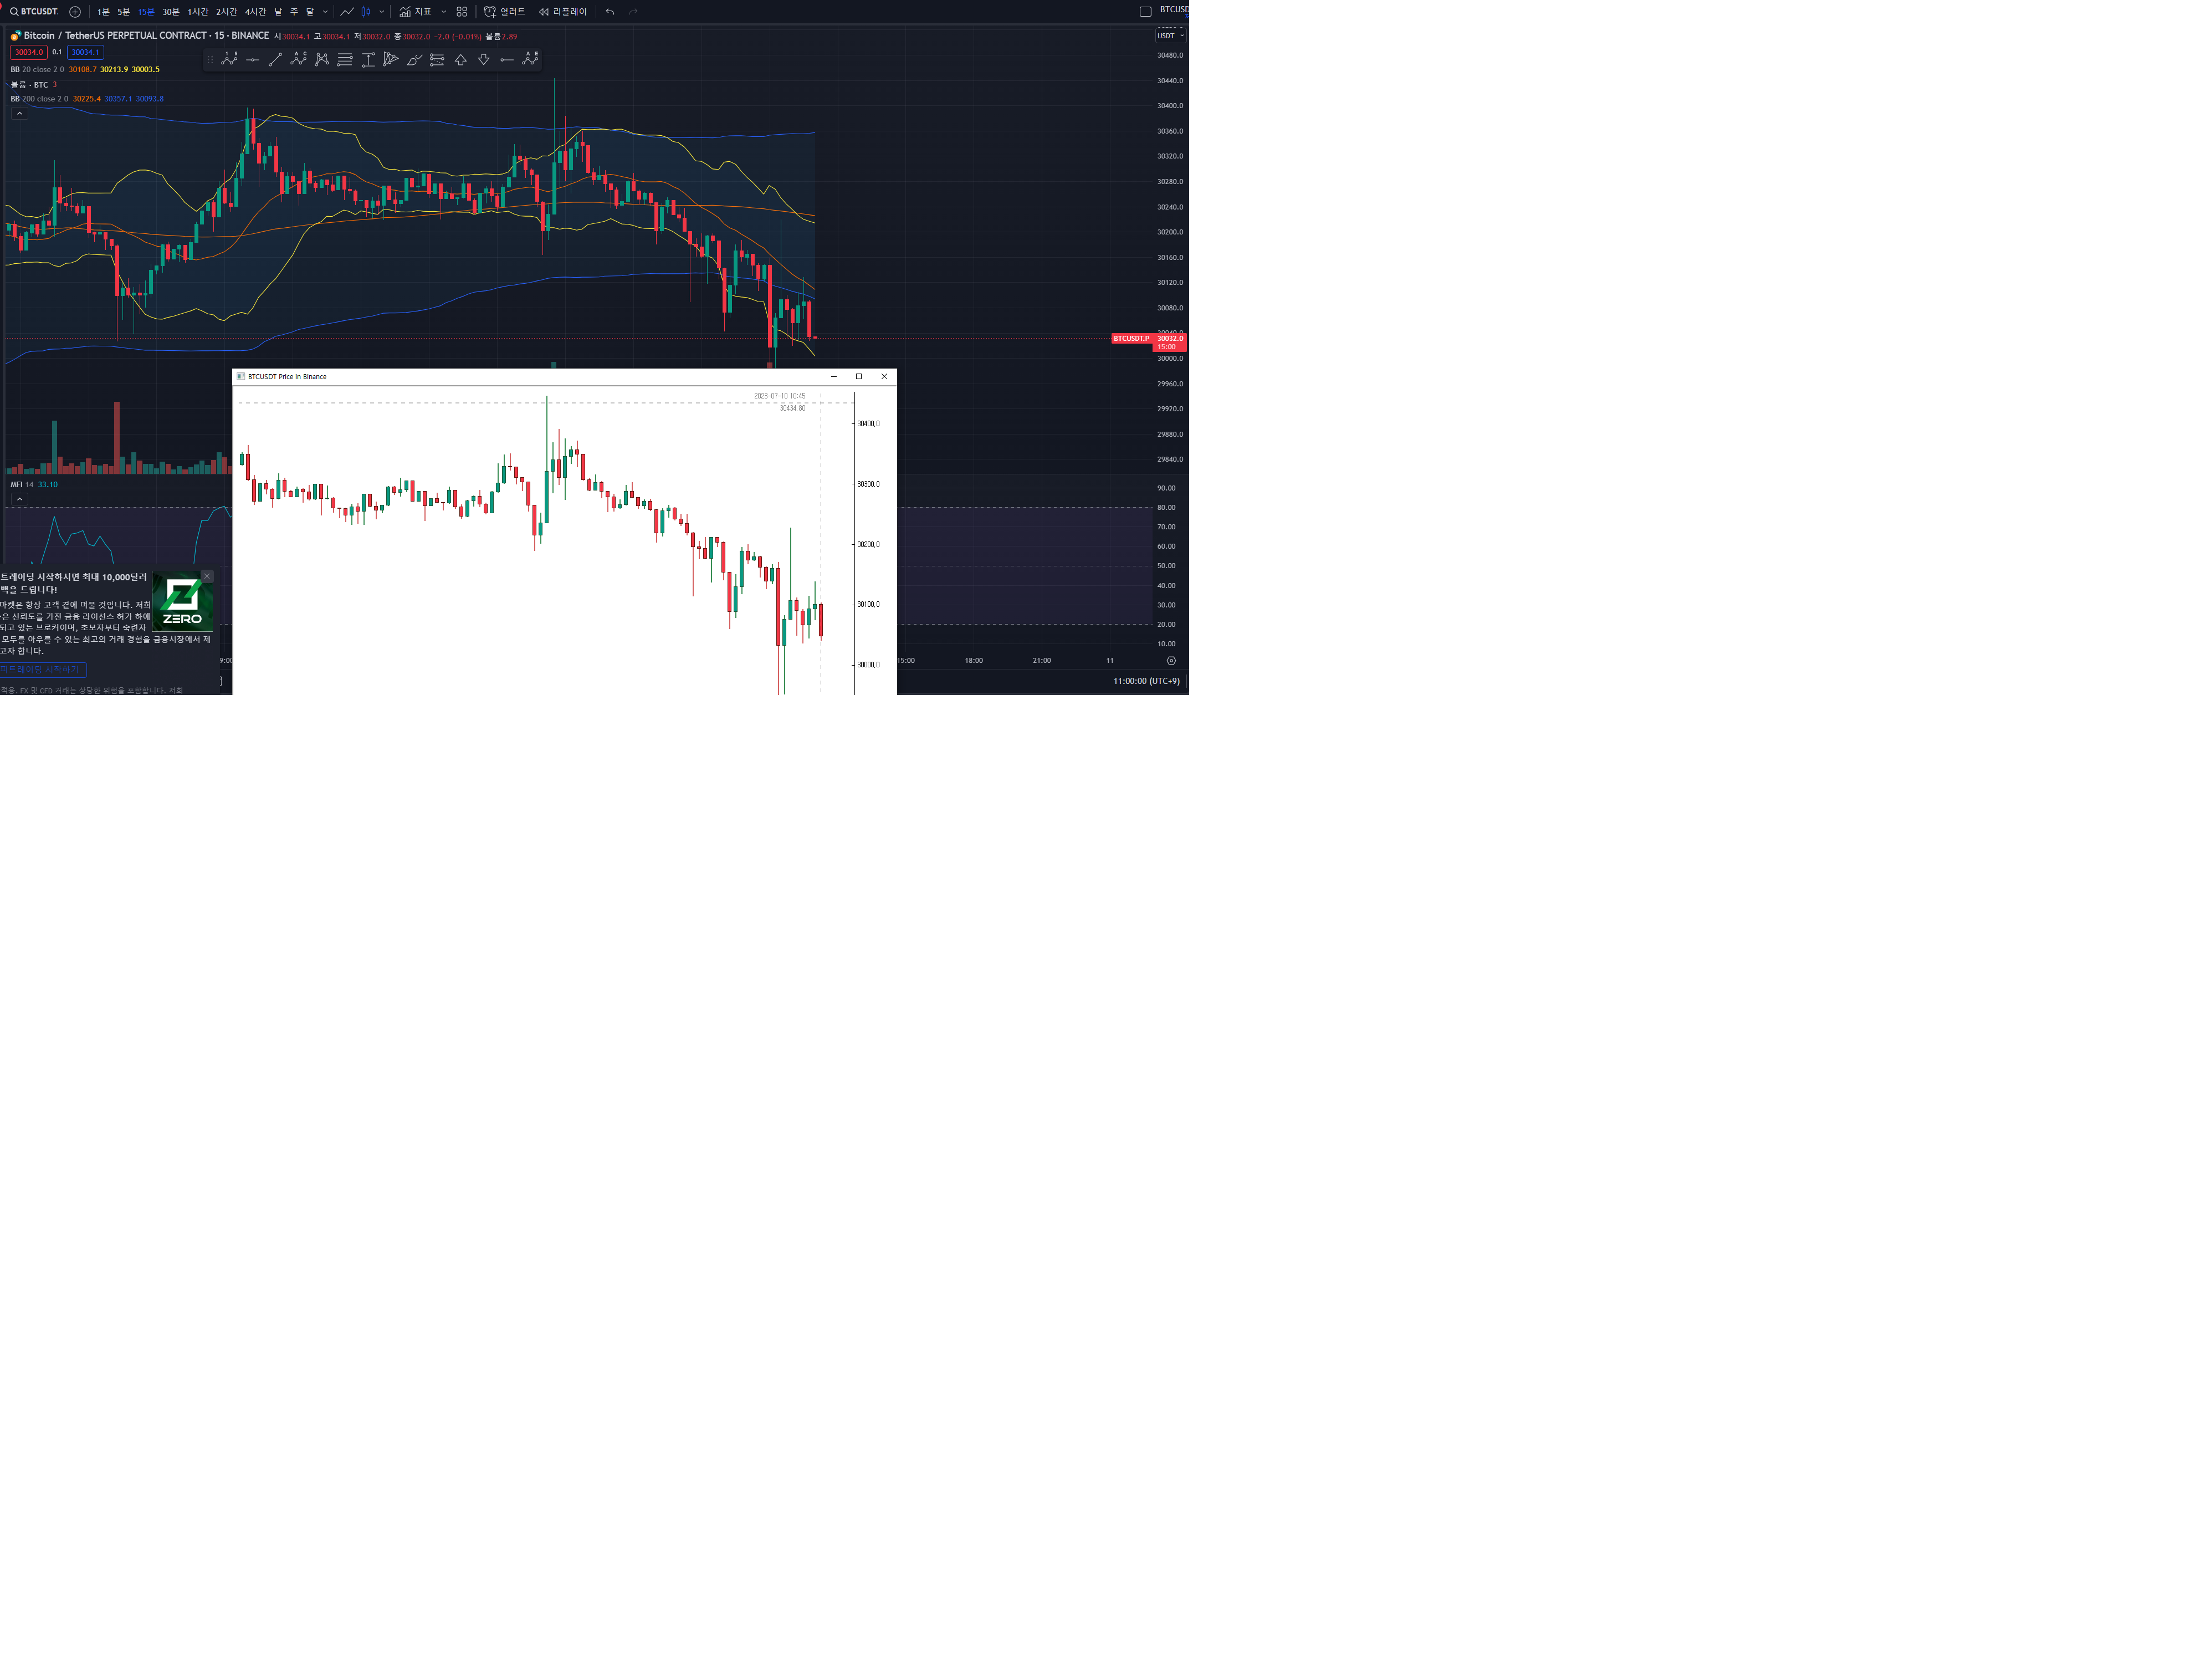 BTCUSDT 1분 5분 15분 30분 1시간 2시간 4시간 날 주 달 지표 얼러트 리플레이 BTCUSD
Bitcoin / TetherUS PERPETUAL CONTRACT · 15 · BINANCE 시30034.1 고30034.1 저30032.0 종30032.0 −2.0 (−0.01%) 볼륨2.89
USDT
30034.0 0.1 30034.1
1 5
A C
A E
BB 20 close 2 0 30108.7 30213.9 30003.5
볼륨 · BTC 3
BB 200 close 2 0 30225.4 30357.1 30093.8
30480.0
30440.0
30400.0
30360.0
30320.0
30280.0
30240.0
30200.0
30160.0
30120.0
30080.0
30040.0
BTCUSDT.P 30032.0
15:00
30000.0
29960.0
29920.0
29880.0
29840.0
BTCUSDT Price in Binance
2023-07-10 10:45
30434.80
30400.0
30300.0
30200.0
30100.0
30000.0
MFI 14 33.10
90.00
80.00
70.00
60.00
50.00
40.00
30.00
20.00
10.00
트레이딩 시작하시면 최대 10,000달러
백을 드립니다!
마켓은 항상 고객 곁에 머물 것입니다. 저희
은 신뢰도를 가진 금융 라이선스 허가 하에
되고 있는 브로커이며, 초보자부터 숙련자
모두를 아우를 수 있는 최고의 거래 경험을 금융시장에서 제
고자 합니다.
ZERO
피트레이딩 시작하기
적용. FX 및 CFD 거래는 상당한 위험을 포함합니다. 저희
9:00
15:00 18:00 21:00 11
11:00:00 (UTC+9)